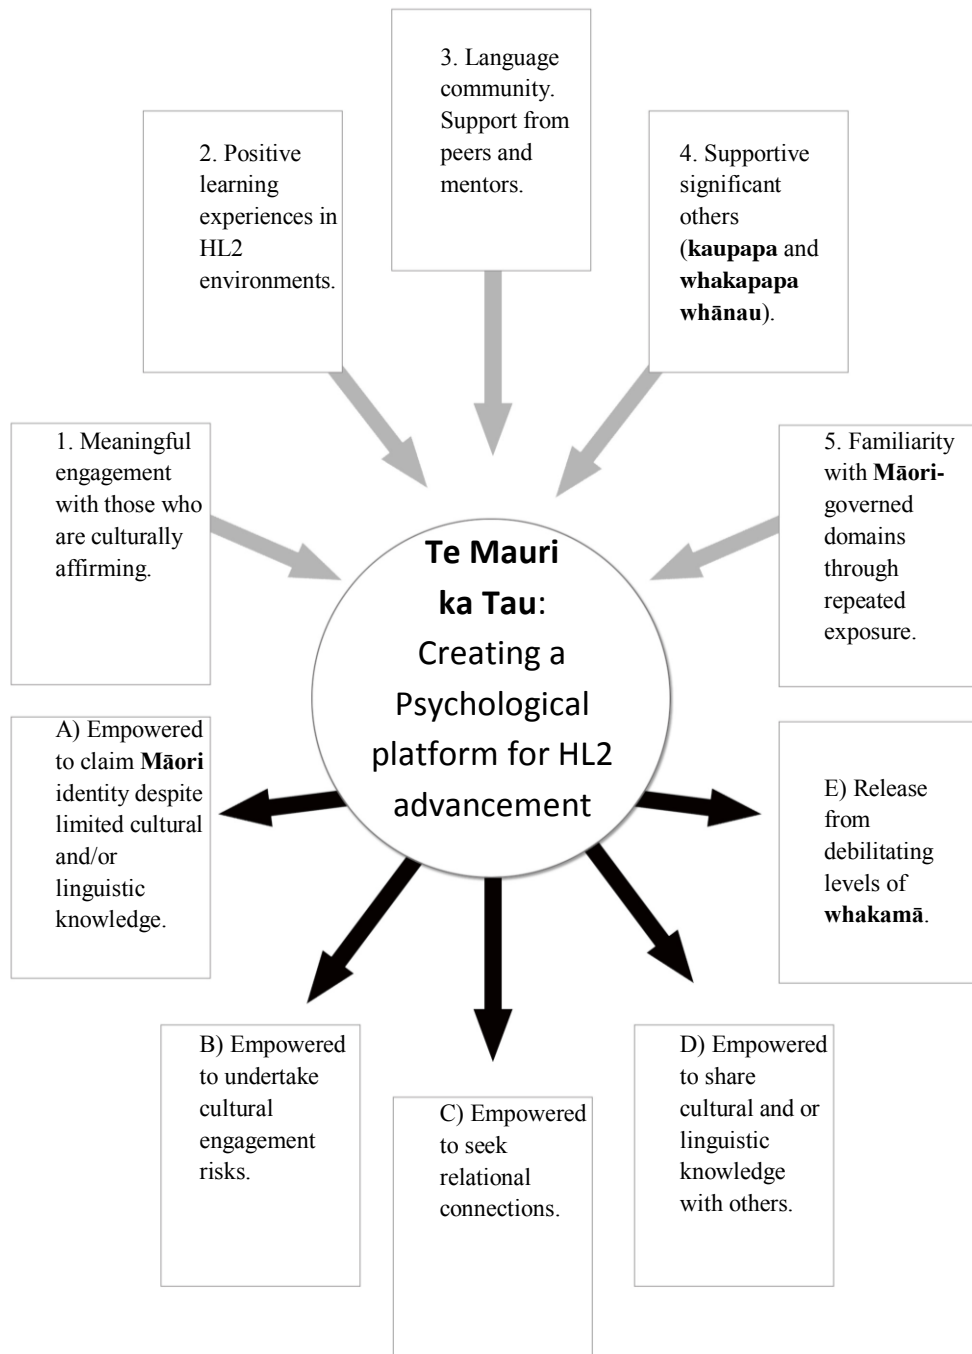 3. Language
community.
Support from
peers and
mentors.
2. Positive
learning
experiences in
HL2
environments.
4. Supportive
significant
others
(kaupapa and
whakapapa
whānau).
1. Meaningful
engagement
with those who
are culturally
affirming.
5. Familiarity
with Māori-
governed
domains
through
repeated
exposure.
Te Mauri
ka Tau:
Creating a
Psychological
platform for HL2
advancement
A) Empowered
to claim Māori
identity despite
limited cultural
and/or
linguistic
knowledge.
B) Empowered
to undertake
cultural
engagement
risks.
C) Empowered
to seek
relational
connections.
D) Empowered
to share
cultural and or
linguistic
knowledge
with others.
E) Release
from
debilitating
levels of
whakamā.